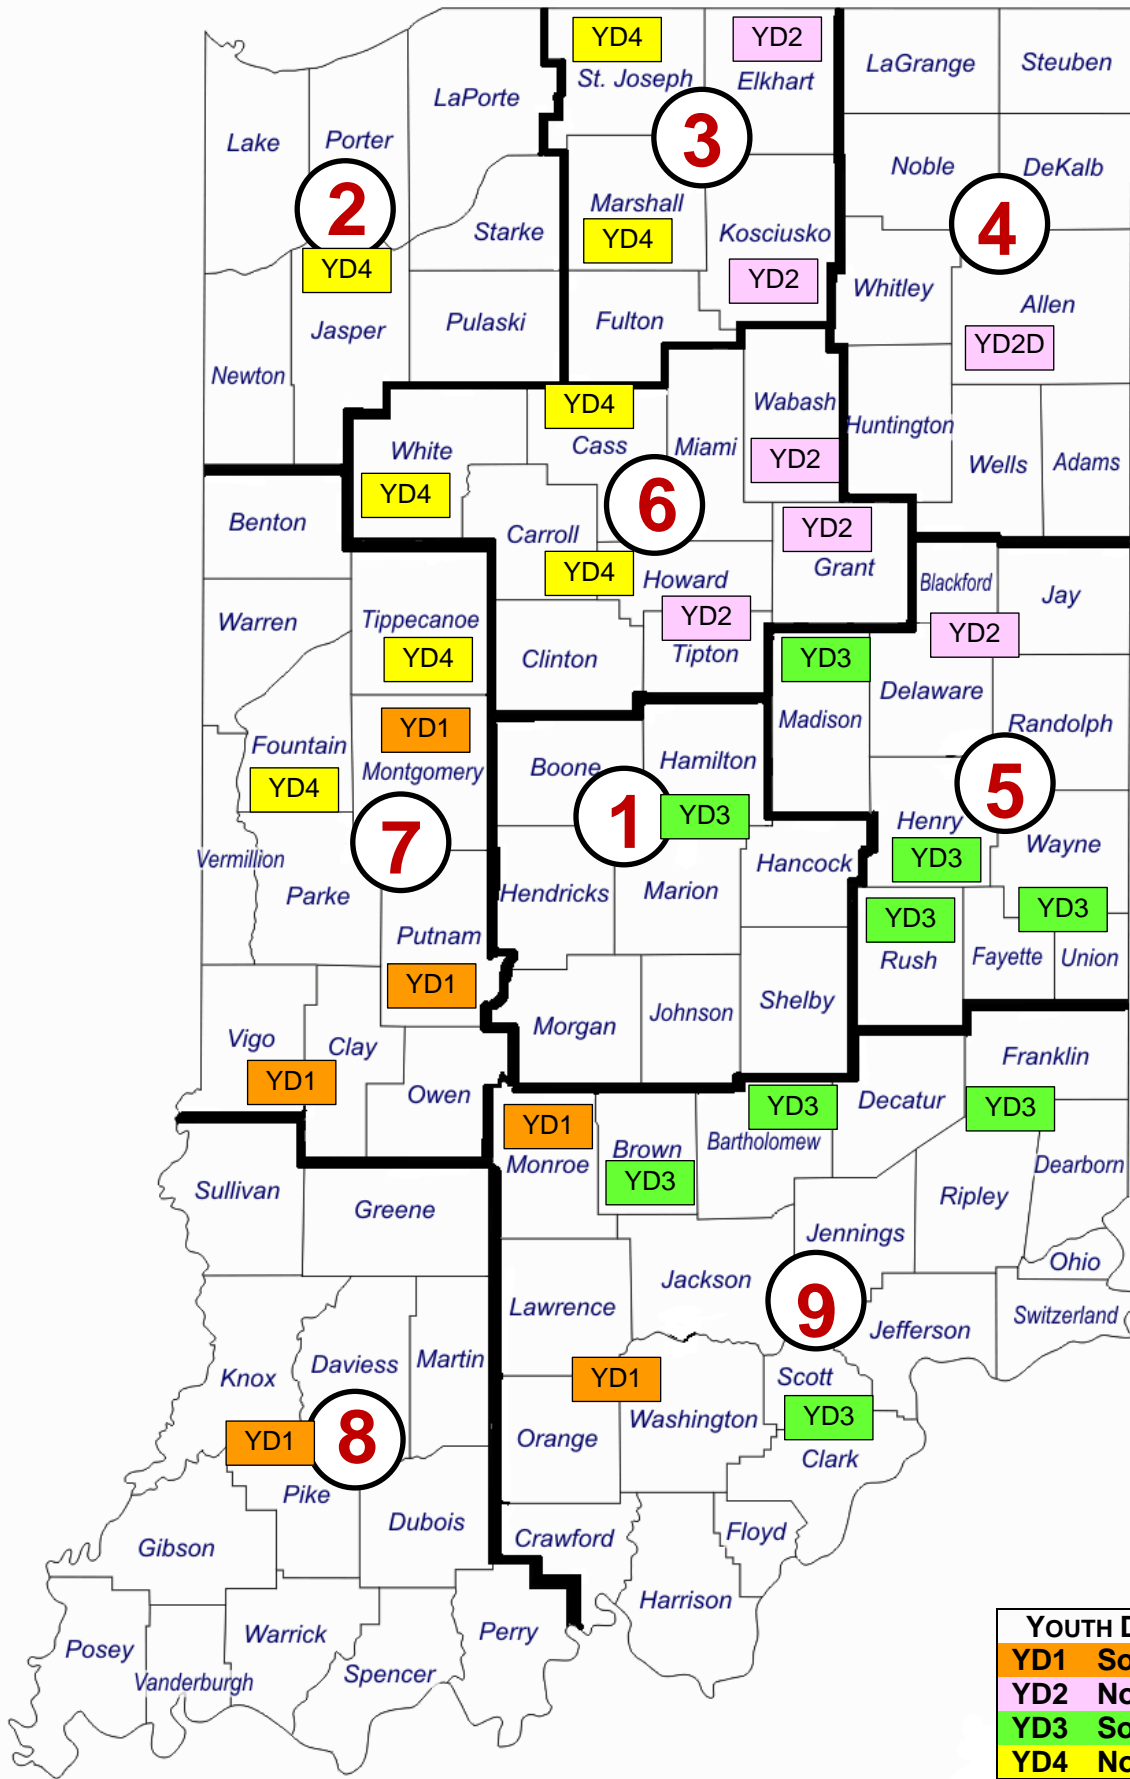 YD4
YD2
St. Joseph
Elkhart
LaGrange
Steuben
LaPorte
Lake
Porter
3
Noble
DeKalb
2
Marshall
Starke
YD4
Kosciusko
4
YD4
YD2
Whitley
Allen
Jasper
Pulaski
Fulton
YD2D
Newton
YD4
Wabash
White
Cass
Miami
Huntington
YD2
Wells
Adams
YD4
6
Benton
Carroll
YD2
YD4
Howard
Grant
Blackford
Jay
Warren
Tippecanoe
YD2
YD2
YD4
Clinton
Tipton
YD3
Delaware
YD1
Madison
Randolph
Fountain
Montgomery
Boone
Hamilton
YD4
5
1
YD3
Henry
Wayne
7
Vermillion
Hancock
YD3
Parke
Hendricks
Marion
YD3
YD3
Putnam
Rush
Fayette
Union
YD1
Shelby
Morgan
Johnson
Vigo
Clay
Franklin
YD1
Owen
YD3
Decatur
YD3
YD1
Brown
Bartholomew
Monroe
Dearborn
YD3
Sullivan
Greene
Ripley
Jennings
Ohio
Jackson
Lawrence
9
Switzerland
Jefferson
Knox
Daviess
Martin
YD1
Scott
Washington
YD3
YD1
8
Orange
Clark
Pike
Dubois
Crawford
Floyd
Gibson
Harrison
Posey
Warrick
Perry
Vanderburgh
Spencer
YOUTH D
YD1 So
YD2 No
YD3 So
YD4 No